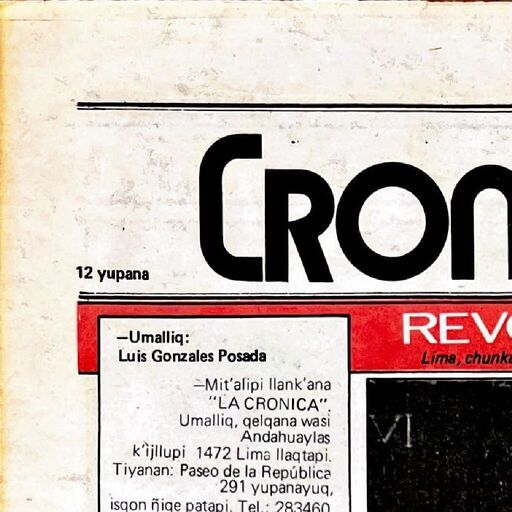 CRON
12 yupana
REVO
Lima, chunka
—Umalliq:
Luis Gonzales Posada
—Mit'alipi llank'ana
"LA CRONICA".
Umalliq, qelqana wasi
Andahuaylas
k'ijllupi 1472 Lima llaqtapi.
Tiyanan: Paseo de la República
291 yupanayuq,
isqon ñiqe patapi. Tel.: 283460
VI